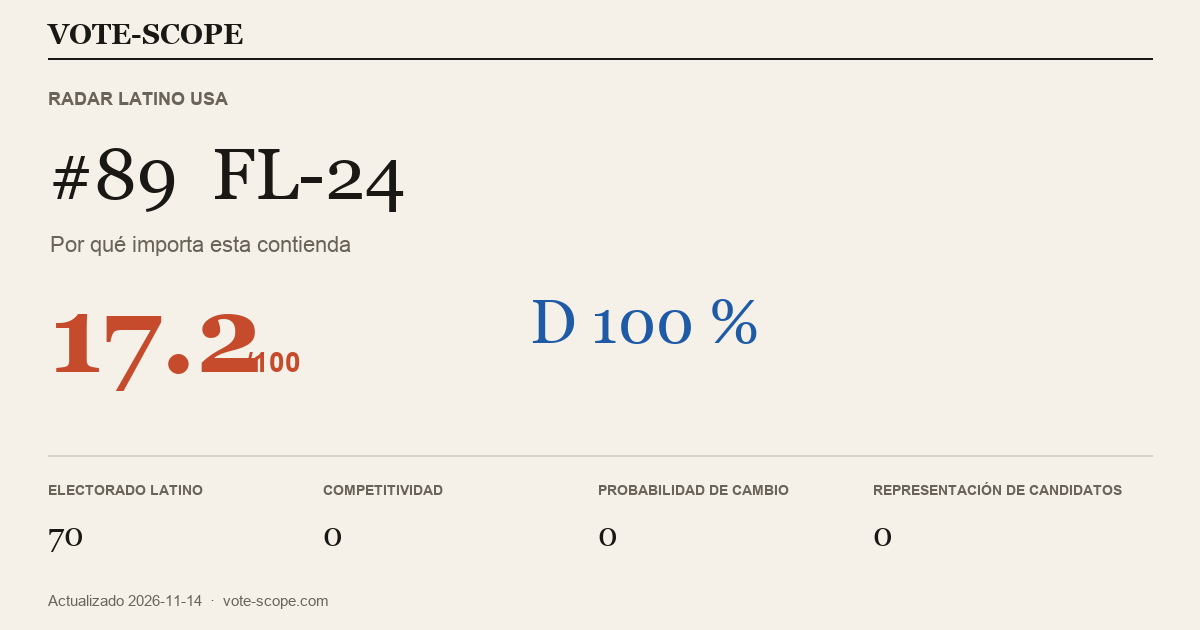 VOTE-SCOPE
RADAR LATINO USA
#89 FL-24
Por qué importa esta contienda
17.2/100
D 100 %
ELECTORADO LATINO
COMPETITIVIDAD
PROBABILIDAD DE CAMBIO
REPRESENTACIÓN DE CANDIDATOS
70
0
0
0
Actualizado 2026-11-14 · vote-scope.com